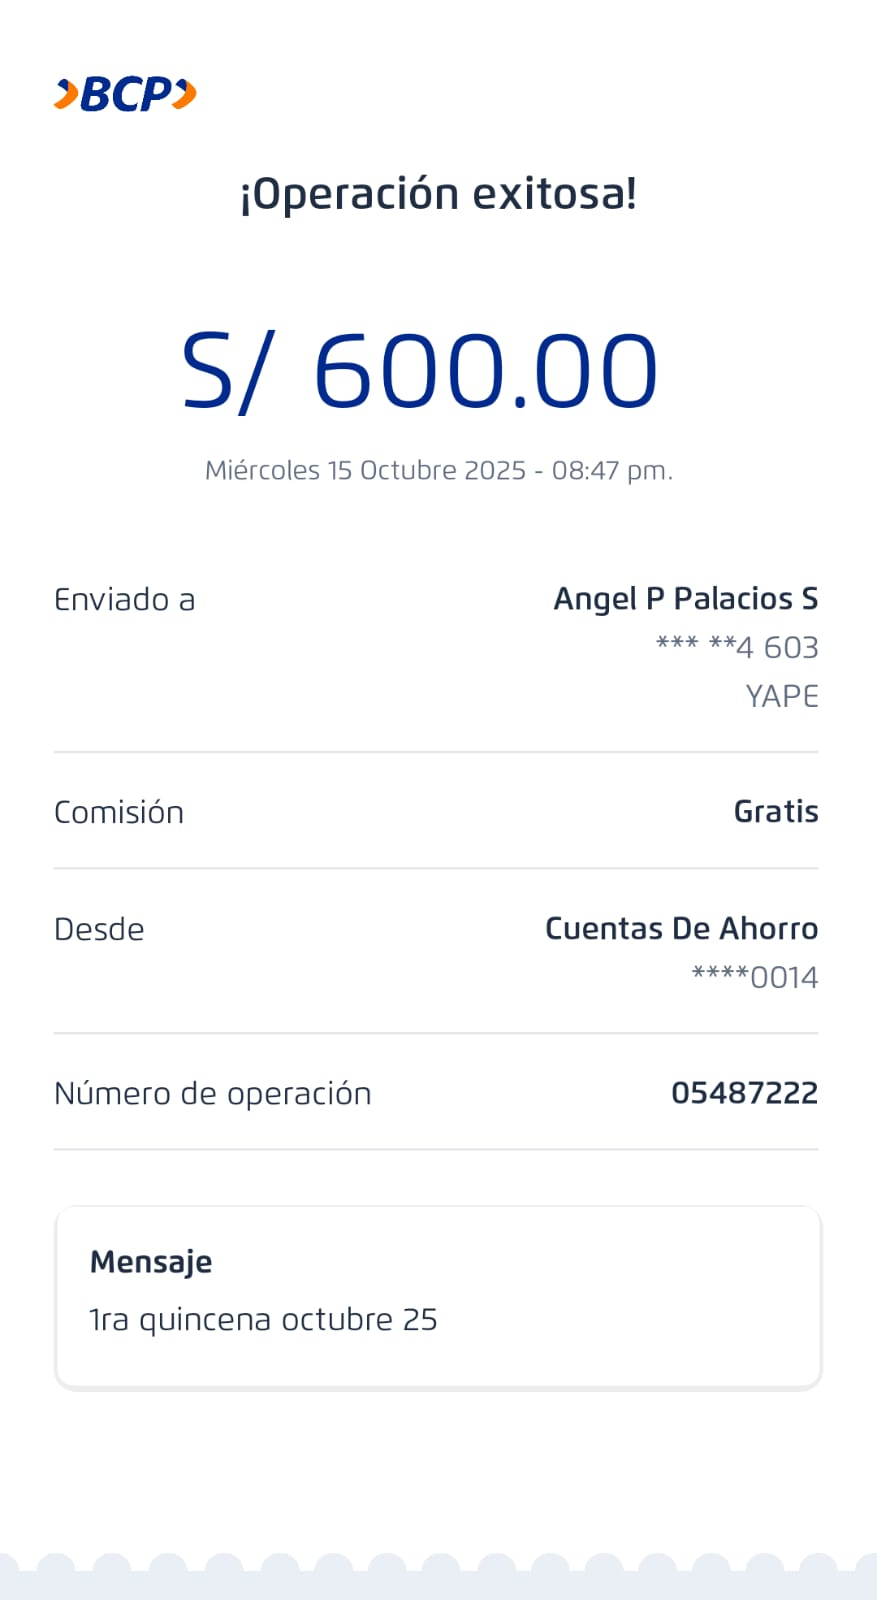 BCP
¡Operación exitosa!
S/ 600.00
Miércoles 15 Octubre 2025 - 08:47 pm.
Enviado a
Angel P Palacios S
*** **4 603
YAPE
Comisión
Gratis
Desde
Cuentas De Ahorro
****0014
Número de operación
05487222
Mensaje
1ra quincena octubre 25